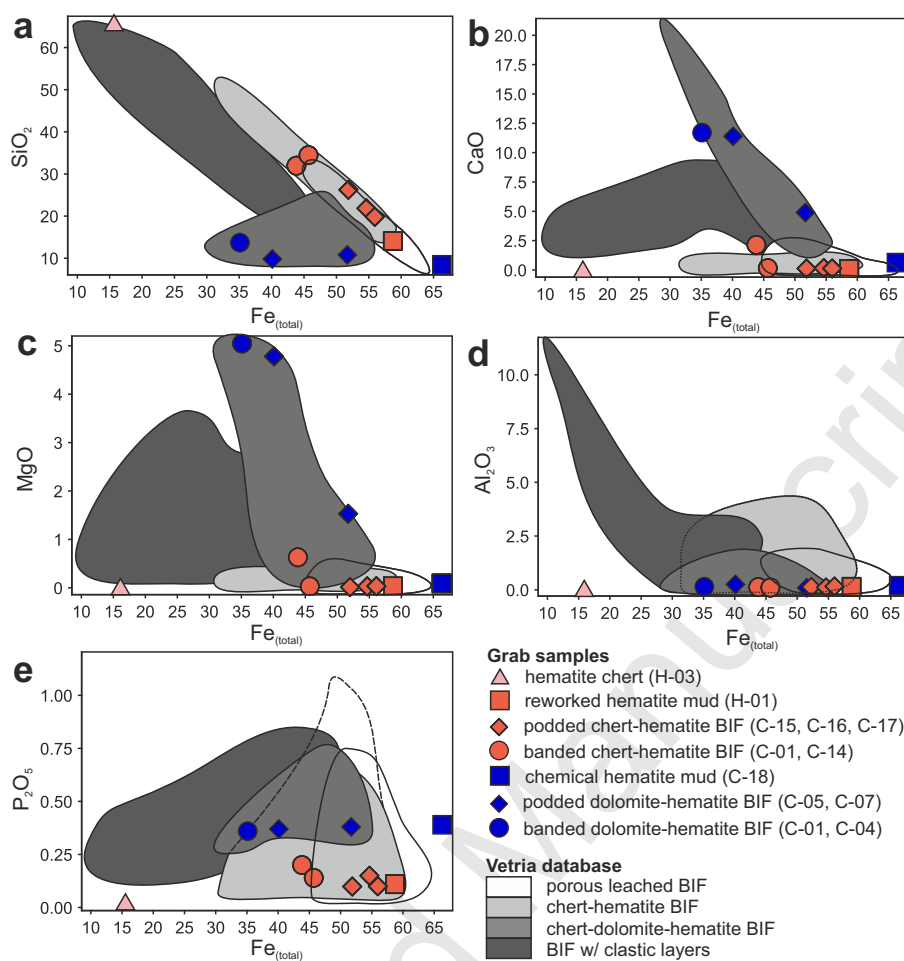 a
60
50
40
30
20
10
SiO2
10 15 20 25 30 35 40 45 50 55 60 65
Fe(total)
b
20.0
17.5
15.0
12.5
10.0
7.5
5.0
2.5
0.0
CaO
10 15 20 25 30 35 40 45 50 55 60 65
Fe(total)
c
5
4
3
2
1
0
MgO
10 15 20 25 30 35 40 45 50 55 60 65
Fe(total)
d
10.0
7.5
5.0
2.5
0.0
Al2O3
10 15 20 25 30 35 40 45 50 55 60 65
Fe(total)
e
1.00
0.75
0.50
0.25
0.00
P2O5
10 15 20 25 30 35 40 45 50 55 60 65
Fe(total)
Grab samples
hematite chert (H-03)
reworked hematite mud (H-01)
podded chert-hematite BIF (C-15, C-16, C-17)
banded chert-hematite BIF (C-01, C-14)
chemical hematite mud (C-18)
podded dolomite-hematite BIF (C-05, C-07)
banded dolomite-hematite BIF (C-01, C-04)
Vetria database
porous leached BIF
chert-hematite BIF
chert-dolomite-hematite BIF
BIF w/ clastic layers
d Manuscrip